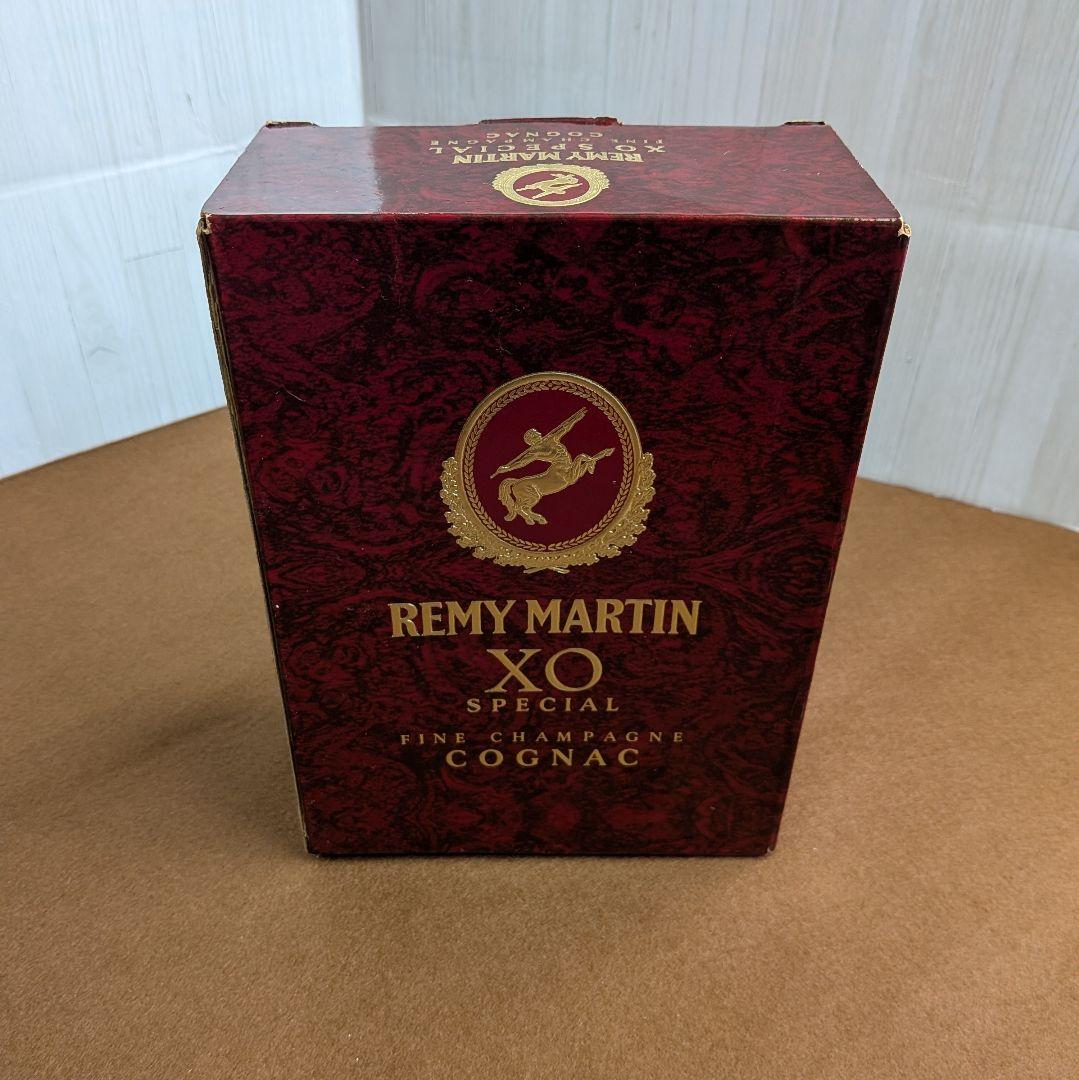 REMY MARTIN
XO SPECIAL
FINE CHAMPAGNE
COGNAC
REMY MARTIN
XO
SPECIAL
FINE CHAMPAGNE
COGNAC